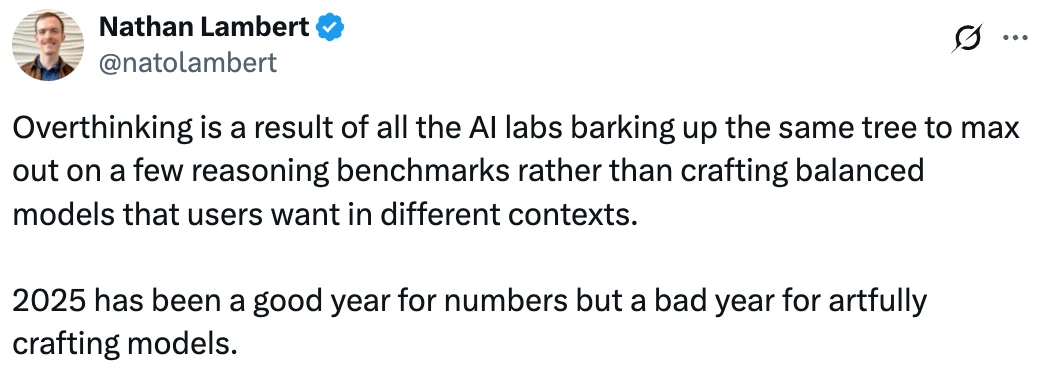 Nathan Lambert
@natolambert
Overthinking is a result of all the AI labs barking up the same tree to max
out on a few reasoning benchmarks rather than crafting balanced
models that users want in different contexts.
2025 has been a good year for numbers but a bad year for artfully
crafting models.